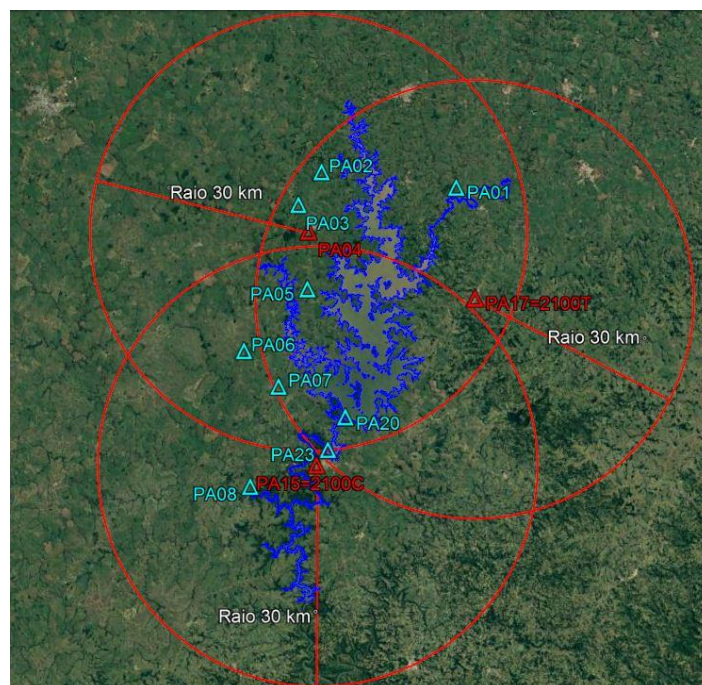 PA02
Raio 30 km
PA01
PA03
PA04
PA05
PA17=2100T
Raio 30 km
PA06
PA07
PA20
PA23
PA15=2100C
PA08
Raio 30 km